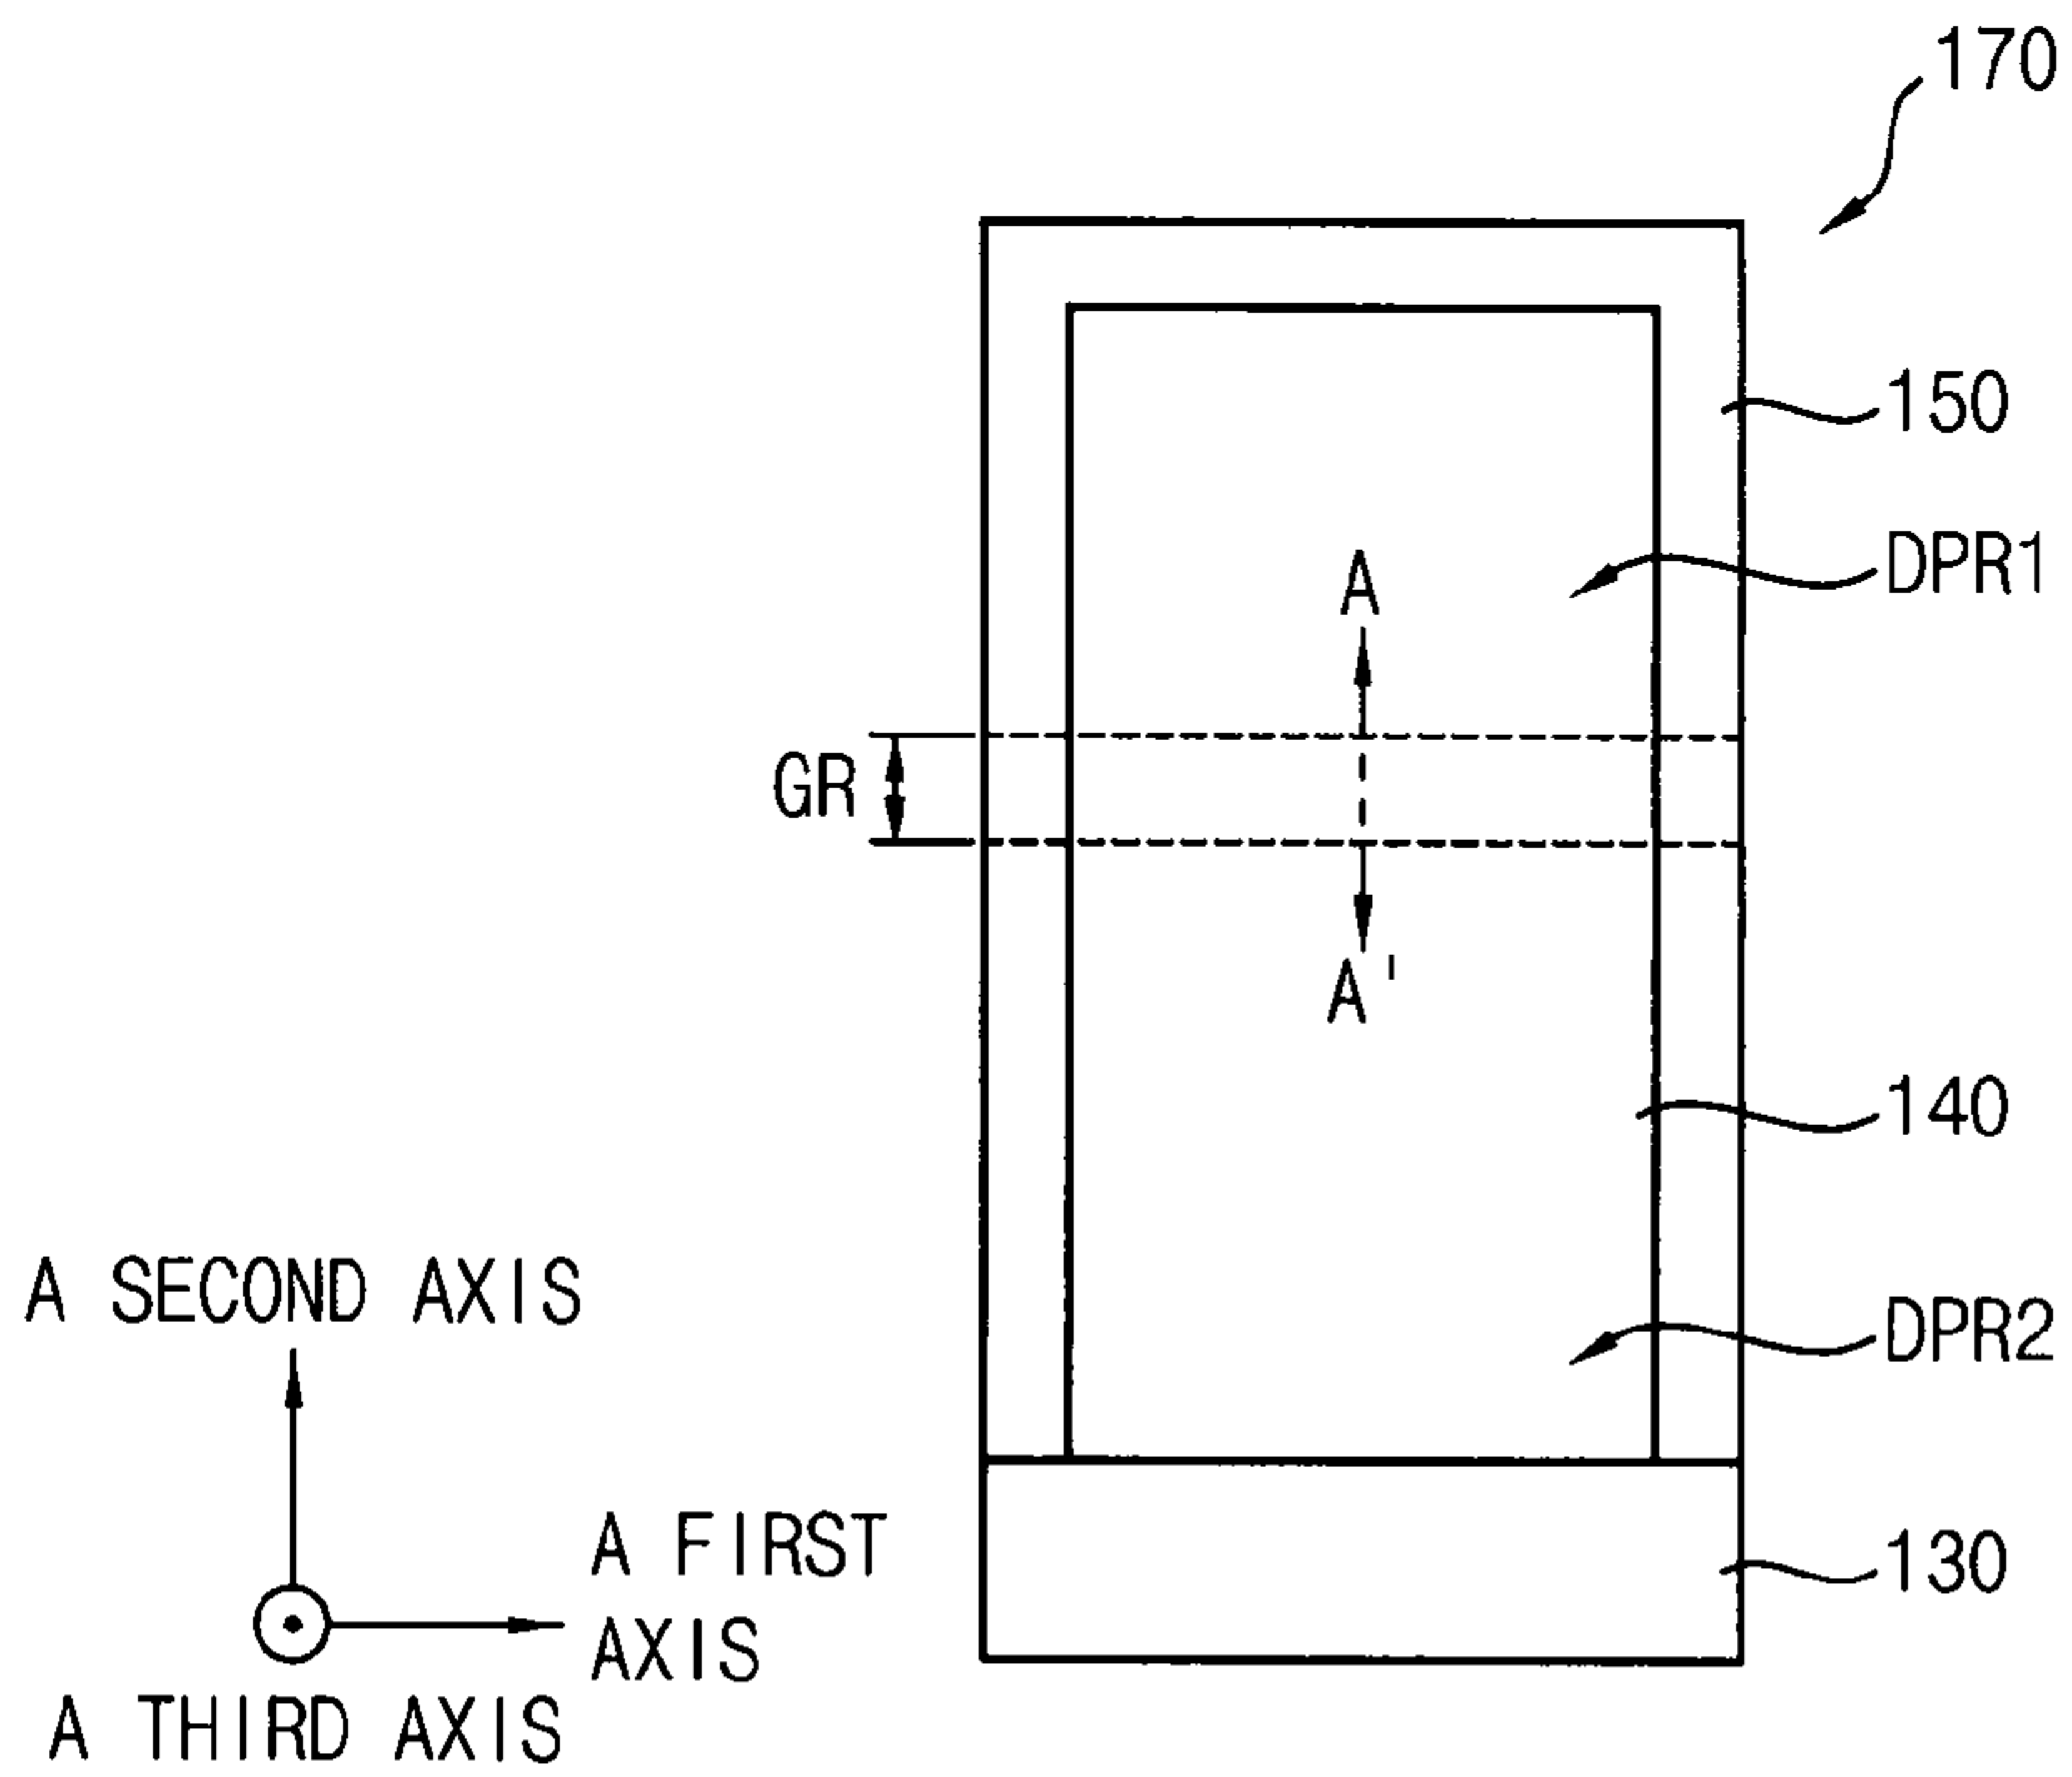 170
150
DPR1
A
GR
A'
140
A SECOND AXIS
DPR2
A FIRST
AXIS
130
A THIRD AXIS